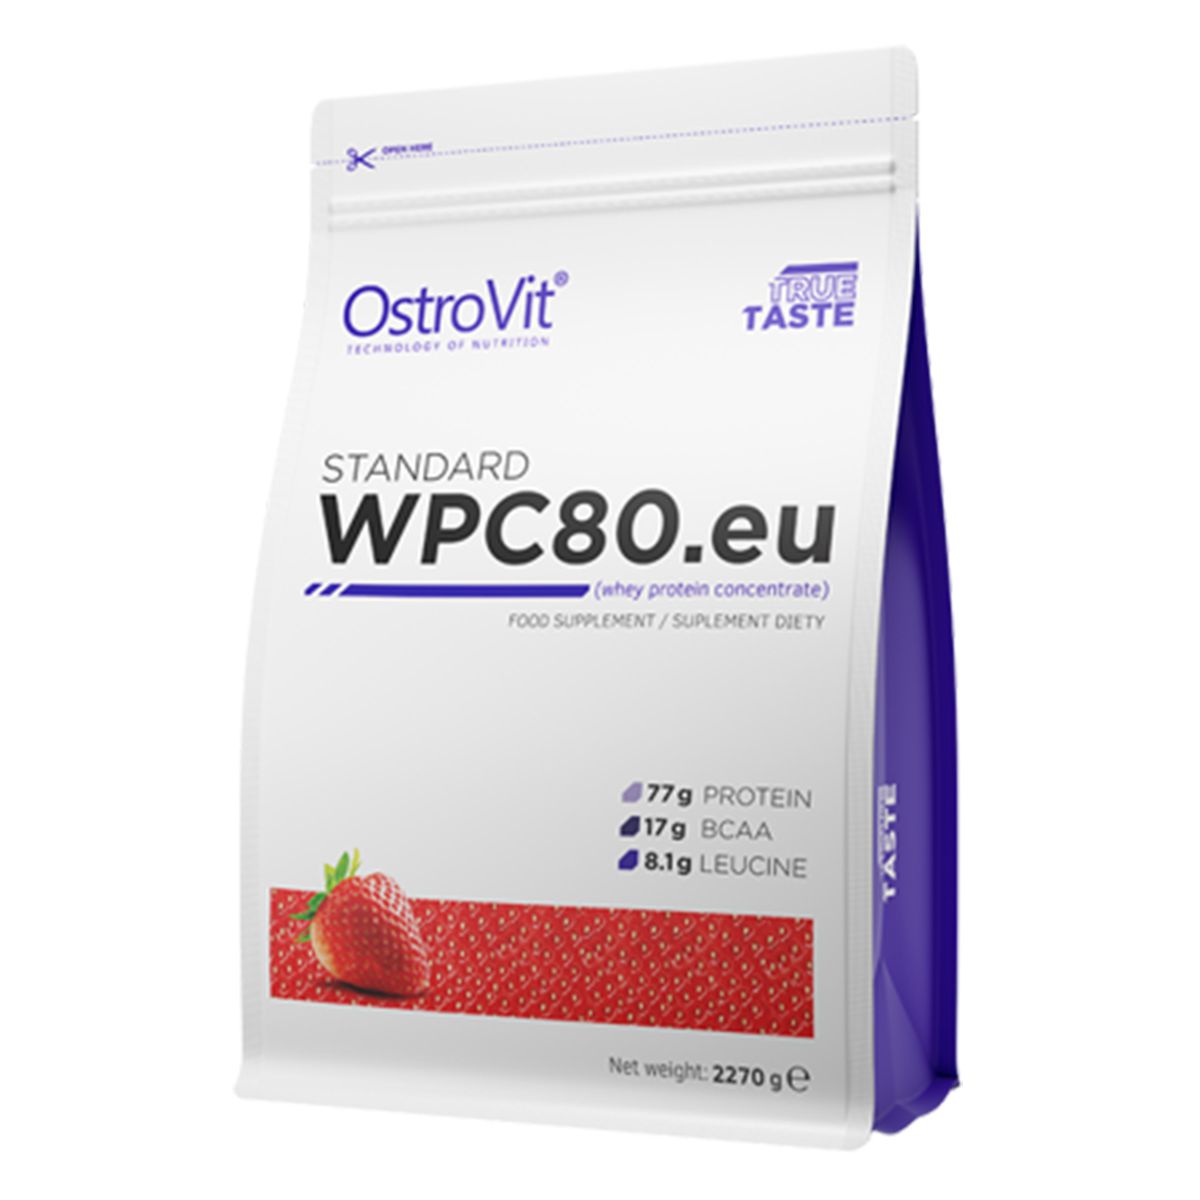 OPEN HERE
OstroVit®
TECHNOLOGY OF NUTRITION
TRUE
TASTE
STANDARD
WPC80.eu
(whey protein concentrate)
FOOD SUPPLEMENT / SUPLEMENT DIETY
77g PROTEIN
17g BCAA
8.1g LEUCINE
TASTE
Net weight: 2270 g ℮